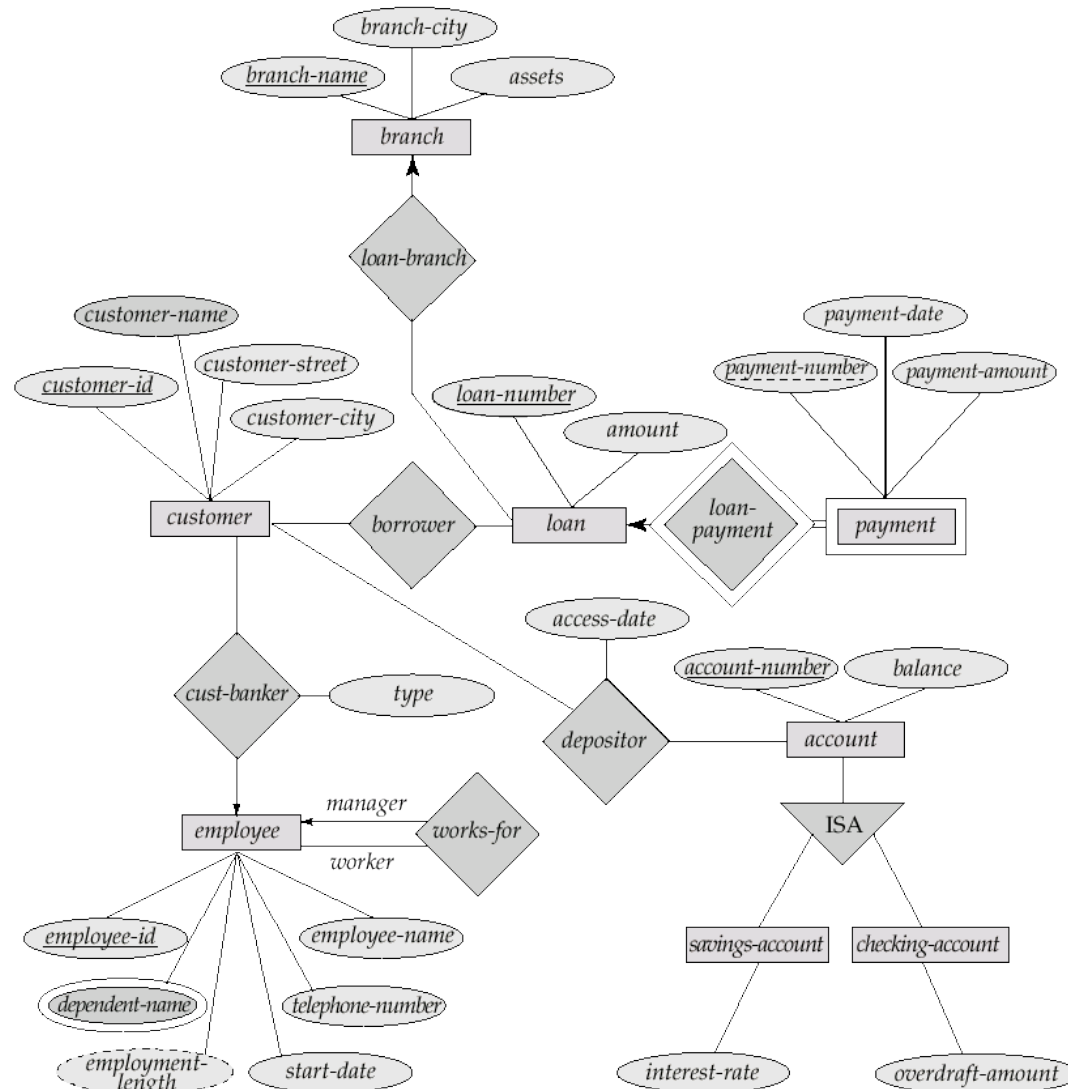 branch-city
branch-name
assets
branch
loan-branch
customer-name
customer-street
customer-id
customer-city
payment-date
payment-number
payment-amount
loan-number
amount
customer
borrower
loan
loan-
payment
payment
access-date
account-number
balance
cust-banker
type
depositor
account
manager
employee
works-for
worker
ISA
employee-id
employee-name
savings-account
checking-account
dependent-name
telephone-number
employment-
length
start-date
interest-rate
overdraft-amount